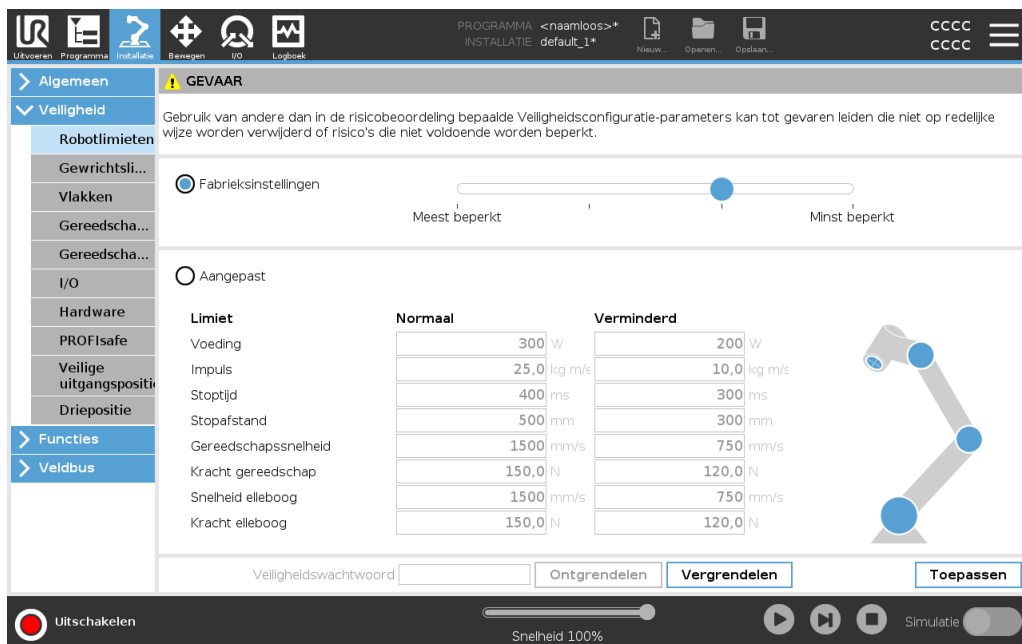 UR
PROGRAMMA <naamloos>*
INSTALLATIE default_1*
Uitvoeren Programma Installatie Bewegen I/O Logboek
Nieuw... Openen... Opslaan...
CCCC
CCCC
Algemeen
Veiligheid
Robotlimieten
Gewrichtsli...
Vlakken
Gereedscha...
Gereedscha...
I/O
Hardware
PROFIsafe
Veilige
uitgangspositi
Driepositie
Functies
Veldbus
GEVAAR
Gebruik van andere dan in de risicobeoordeling bepaalde Veiligheidsconfiguratie-parameters kan tot gevaren leiden die niet op redelijke
wijze worden verwijderd of risico's die niet voldoende worden beperkt.
Fabrieksinstellingen
Meest beperkt Minst beperkt
Aangepast
Limiet Normaal Verminderd
Voeding 300 W 200 W
Impuls 25,0 kg m/s 10,0 kg m/s
Stoptijd 400 ms 300 ms
Stopafstand 500 mm 300 mm
Gereedschapssnelheid 1500 mm/s 750 mm/s
Kracht gereedschap 150,0 N 120,0 N
Snelheid elleboog 1500 mm/s 750 mm/s
Kracht elleboog 150,0 N 120,0 N
Veiligheidswachtwoord Ontgrendelen Vergrendelen Toepassen
Uitschakelen
Snelheid 100%
Simulatie